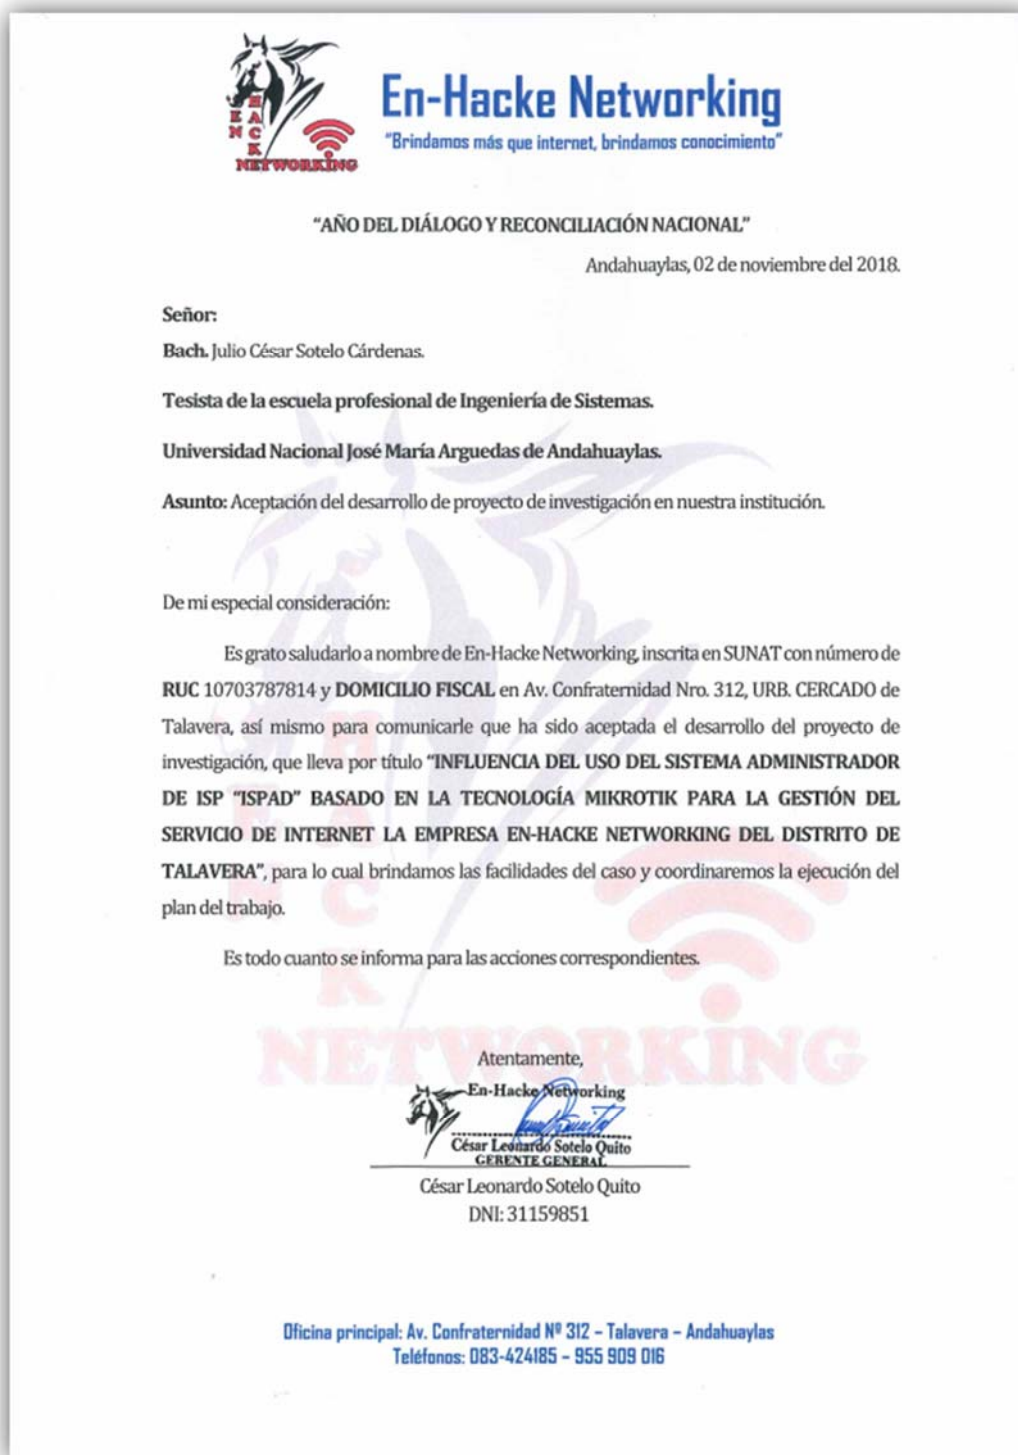 EN
HACK
NETWORKING
En-Hacke Networking
"Brindamos más que internet, brindamos conocimiento"
"AÑO DEL DIÁLOGO Y RECONCILIACIÓN NACIONAL"
Andahuaylas, 02 de noviembre del 2018.
Señor:
Bach. Julio César Sotelo Cárdenas.
Tesista de la escuela profesional de Ingeniería de Sistemas.
Universidad Nacional José María Arguedas de Andahuaylas.
Asunto: Aceptación del desarrollo de proyecto de investigación en nuestra institución.
De mi especial consideración:
Es grato saludarlo a nombre de En-Hacke Networking, inscrita en SUNAT con número de
RUC 10703787814 y DOMICILIO FISCAL en Av. Confraternidad Nro. 312, URB. CERCADO de
Talavera, así mismo para comunicarle que ha sido aceptada el desarrollo del proyecto de
investigación, que lleva por título "INFLUENCIA DEL USO DEL SISTEMA ADMINISTRADOR
DE ISP "ISPAD" BASADO EN LA TECNOLOGÍA MIKROTIK PARA LA GESTIÓN DEL
SERVICIO DE INTERNET LA EMPRESA EN-HACKE NETWORKING DEL DISTRITO DE
TALAVERA", para lo cual brindamos las facilidades del caso y coordinaremos la ejecución del
plan del trabajo.
Es todo cuanto se informa para las acciones correspondientes.
EN
HACK
NETWORKING
Atentamente,
En-Hacke Networking
César Leonardo Sotelo Quito
GERENTE GENERAL
César Leonardo Sotelo Quito
DNI: 31159851
Oficina principal: Av. Confraternidad Nº 312 – Talavera – Andahuaylas
Teléfonos: 083-424185 – 955 909 016